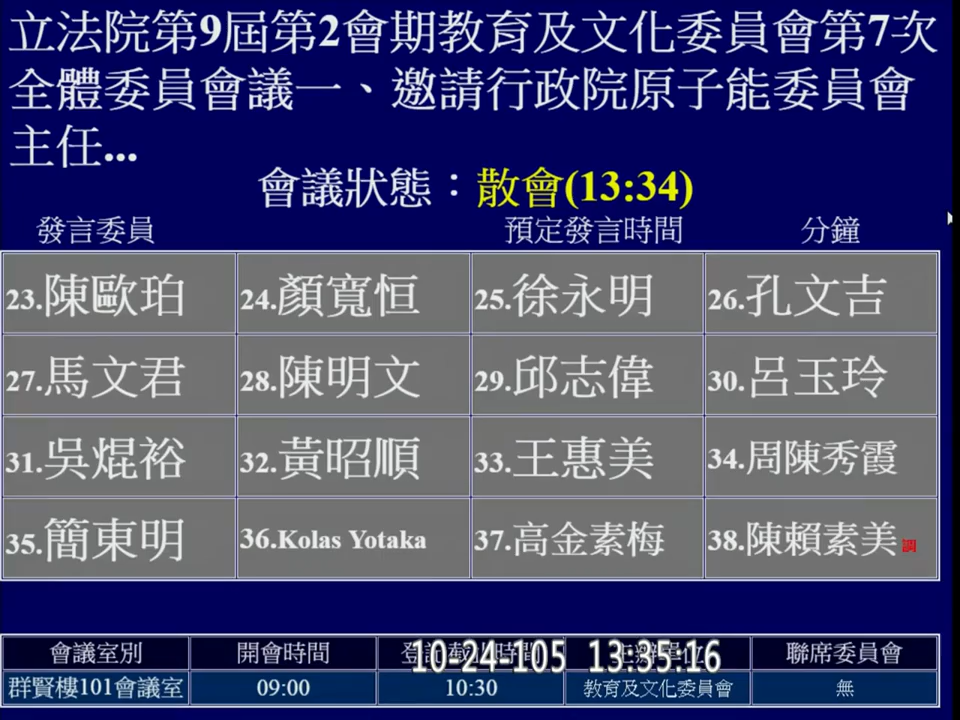 立法院第9屆第2會期教育及文化委員會第7次
全體委員會議一、邀請行政院原子能委員會
主任...
會議狀態：散會(13:34)
發言委員 預定發言時間 分鐘
23.陳歐珀 24.顏寬恒 25.徐永明 26.孔文吉
27.馬文君 28.陳明文 29.邱志偉 30.呂玉玲
31.吳焜裕 32.黃昭順 33.王惠美 34.周陳秀霞
35.簡東明 36.Kolas Yotaka 37.高金素梅 38.陳賴素美 調
會議室別 開會時間 聯席委員會
10-24-105 13:35:16
群賢樓101會議室 09:00 10:30 教育及文化委員會 無